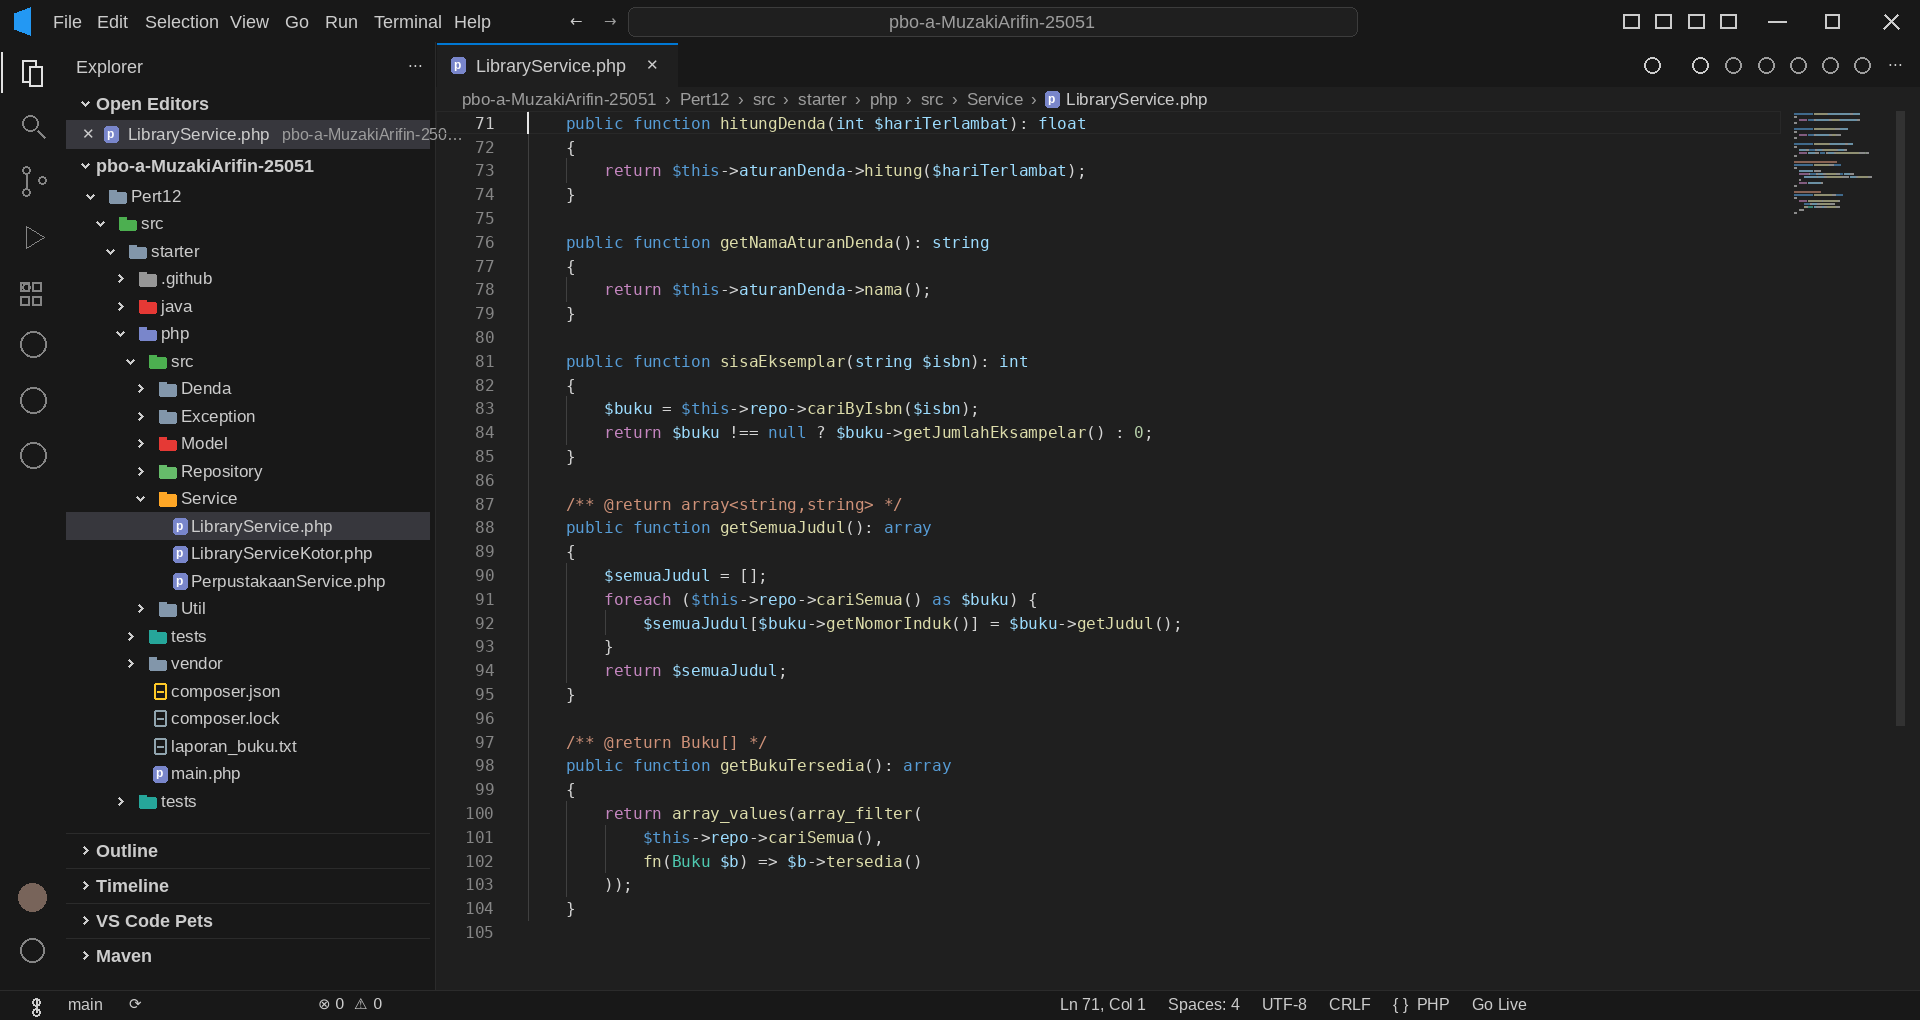 File Edit Selection View Go Run Terminal Help ← → pbo-a-MuzakiArifin-25051
Explorer ···
Open Editors
× LibraryService.php pbo-a-MuzakiArifin-250...
pbo-a-MuzakiArifin-25051
Pert12
src
starter
.github
java
php
src
Denda
Exception
Model
Repository
Service
LibraryService.php
LibraryServiceKotor.php
PerpustakaanService.php
Util
tests
vendor
composer.json
composer.lock
laporan_buku.txt
main.php
tests
Outline
Timeline
VS Code Pets
Maven
LibraryService.php ×
pbo-a-MuzakiArifin-25051 › Pert12 › src › starter › php › src › Service › LibraryService.php
71 public function hitungDenda(int $hariTerlambat): float
72 {
73 return $this->aturanDenda->hitung($hariTerlambat);
74 }
75
76 public function getNamaAturanDenda(): string
77 {
78 return $this->aturanDenda->nama();
79 }
80
81 public function sisaEksemplar(string $isbn): int
82 {
83 $buku = $this->repo->cariByIsbn($isbn);
84 return $buku !== null ? $buku->getJumlahEksampelar() : 0;
85 }
86
87 /** @return array<string,string> */
88 public function getSemuaJudul(): array
89 {
90 $semuaJudul = [];
91 foreach ($this->repo->cariSemua() as $buku) {
92 $semuaJudul[$buku->getNomorInduk()] = $buku->getJudul();
93 }
94 return $semuaJudul;
95 }
96
97 /** @return Buku[] */
98 public function getBukuTersedia(): array
99 {
100 return array_values(array_filter(
101 $this->repo->cariSemua(),
102 fn(Buku $b) => $b->tersedia()
103 ));
104 }
105
main ⟳ ⊗ 0 ⚠ 0 Ln 71, Col 1 Spaces: 4 UTF-8 CRLF { } PHP Go Live